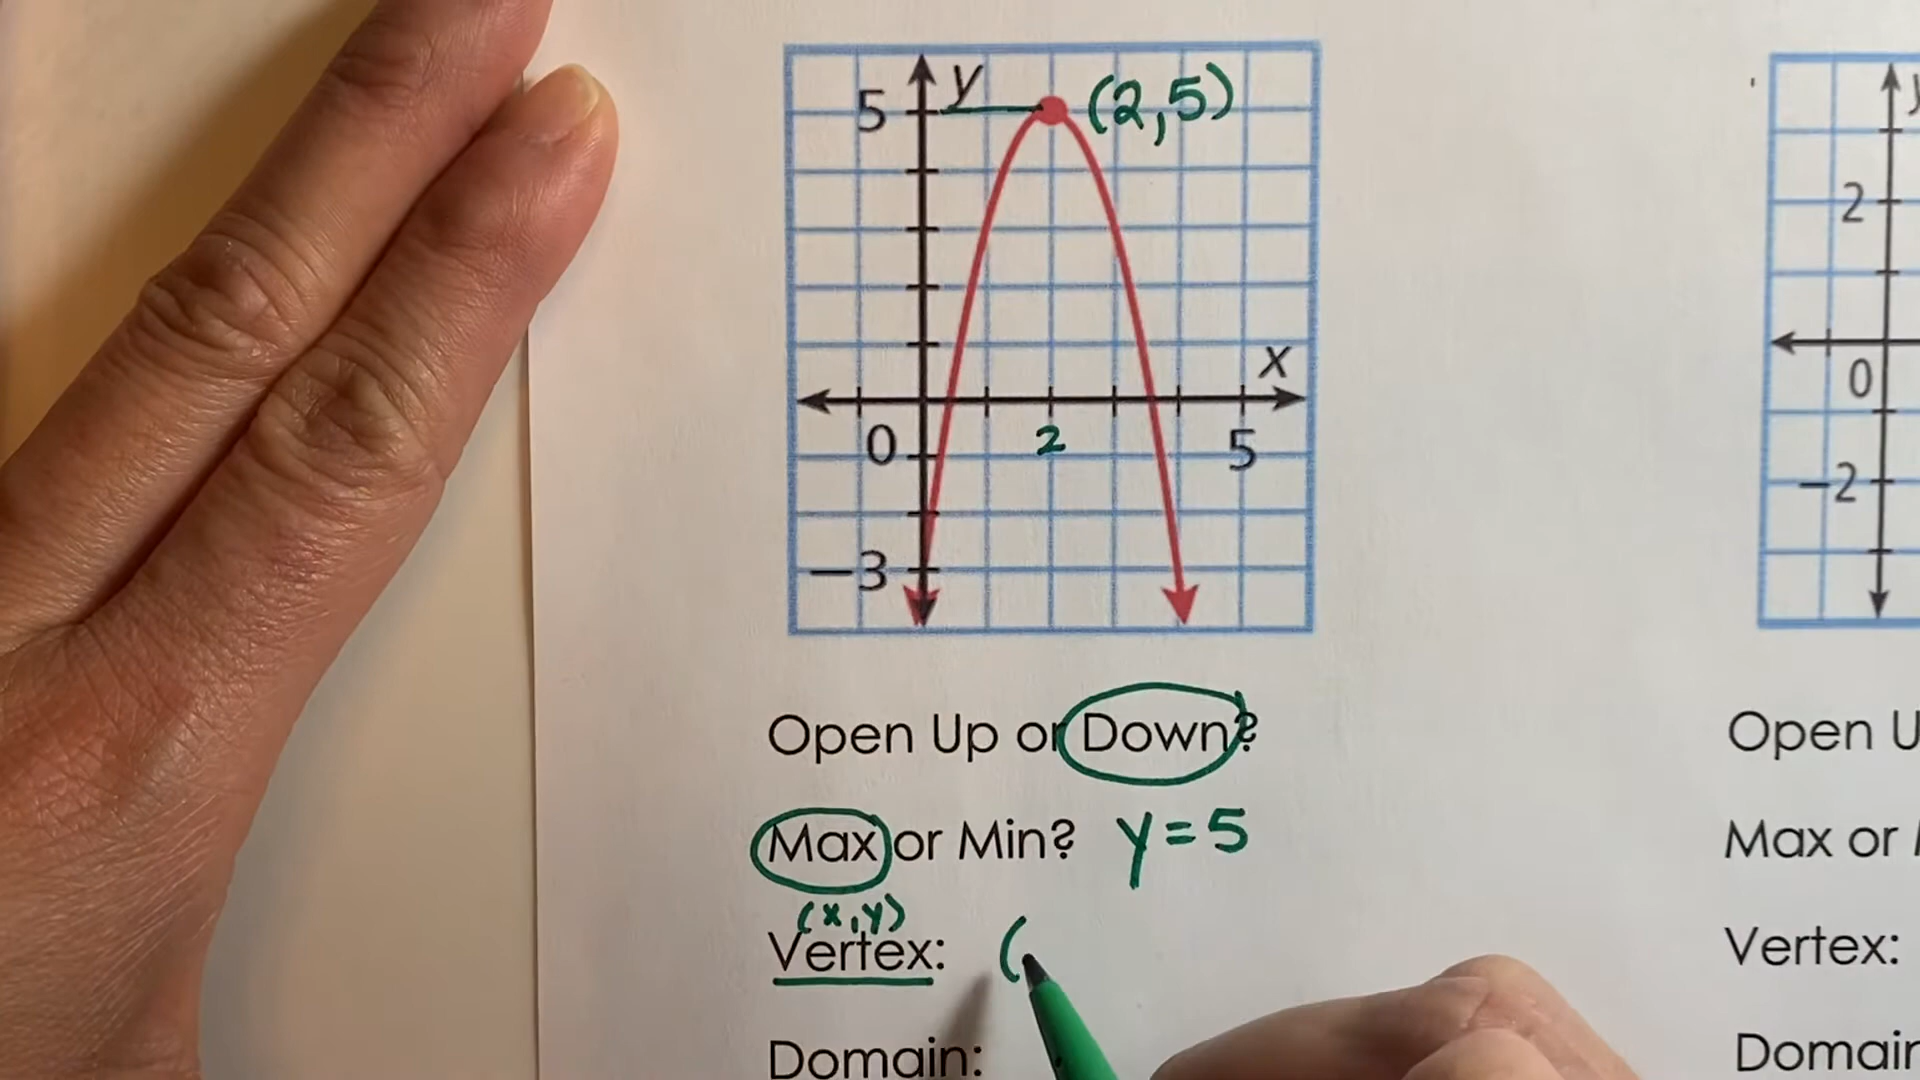 y
5
(2,5)
x
0
2
5
−3
Open Up or Down?
Max or Min? y=5
(x,y)
Vertex: (
Domain:
y
2
0
−2
Open U
Max or
Vertex:
Domain